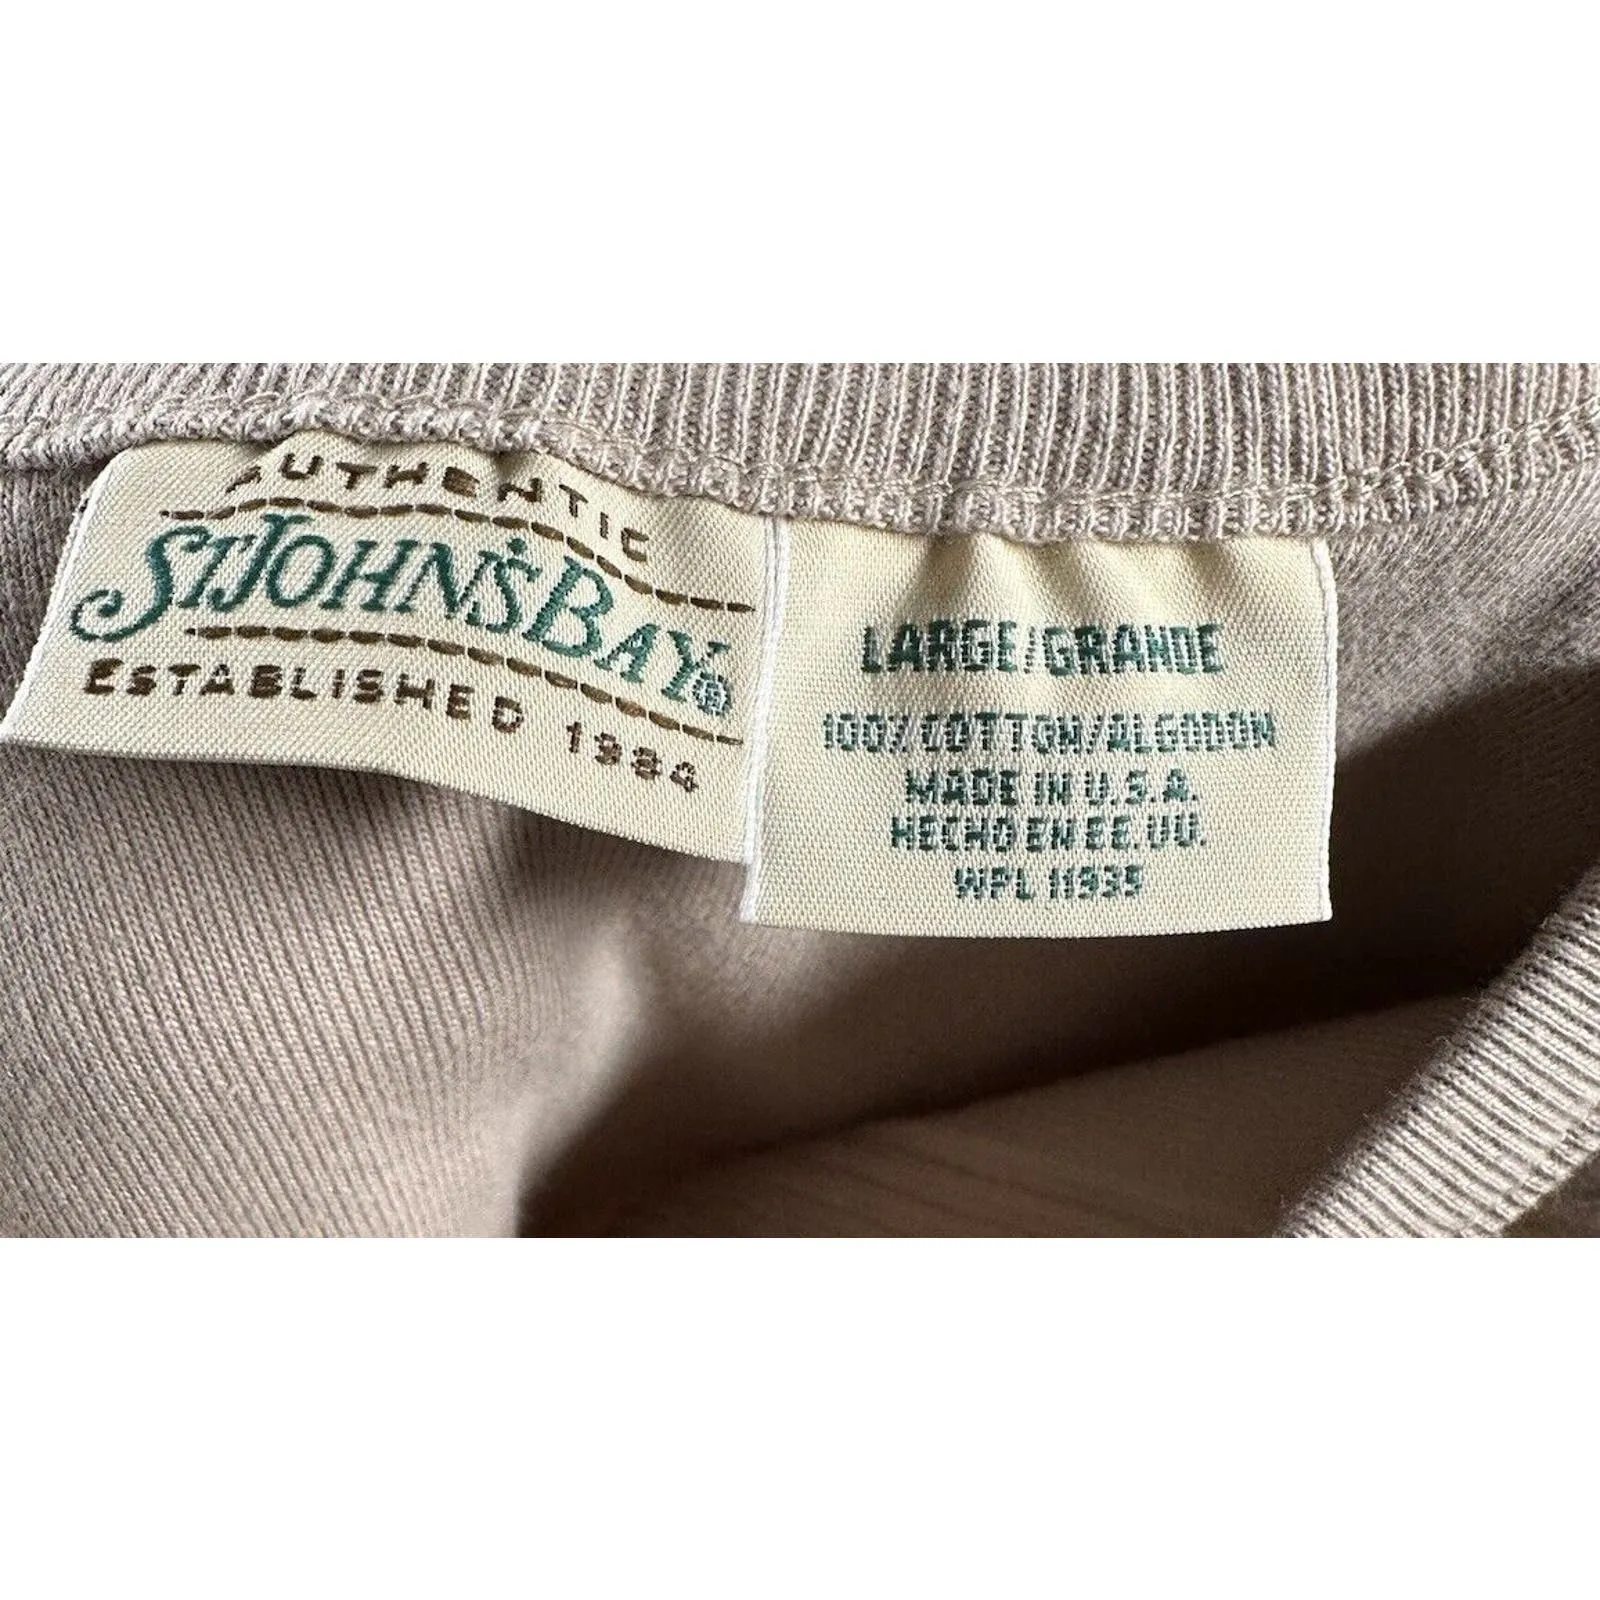 AUTHENTIC
ST. JOHN'S BAY®
ESTABLISHED 1984
LARGE/GRANDE
100% COTTON/ALGODON
MADE IN U.S.A.
HECHO EN EE.UU.
WPL 11935